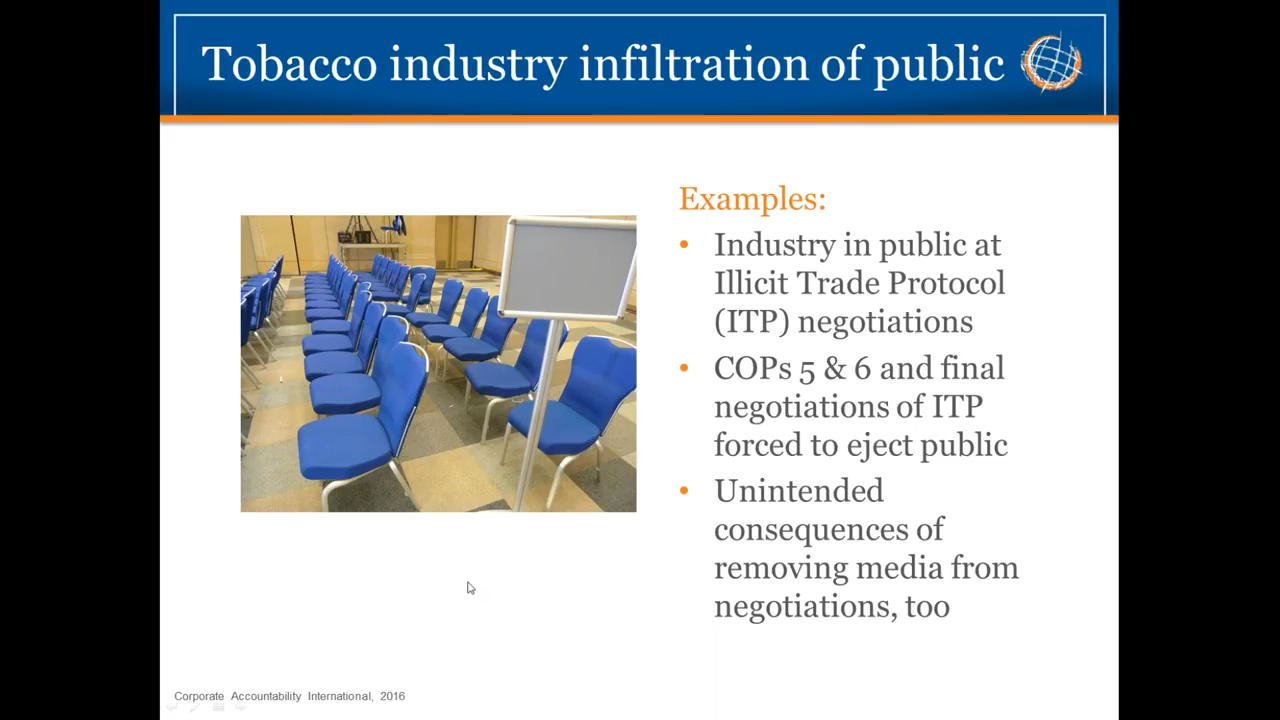 Tobacco industry infiltration of public
Examples:
• Industry in public at
Illicit Trade Protocol
(ITP) negotiations
• COPs 5 & 6 and final
negotiations of ITP
forced to eject public
• Unintended
consequences of
removing media from
negotiations, too
Corporate Accountability International, 2016